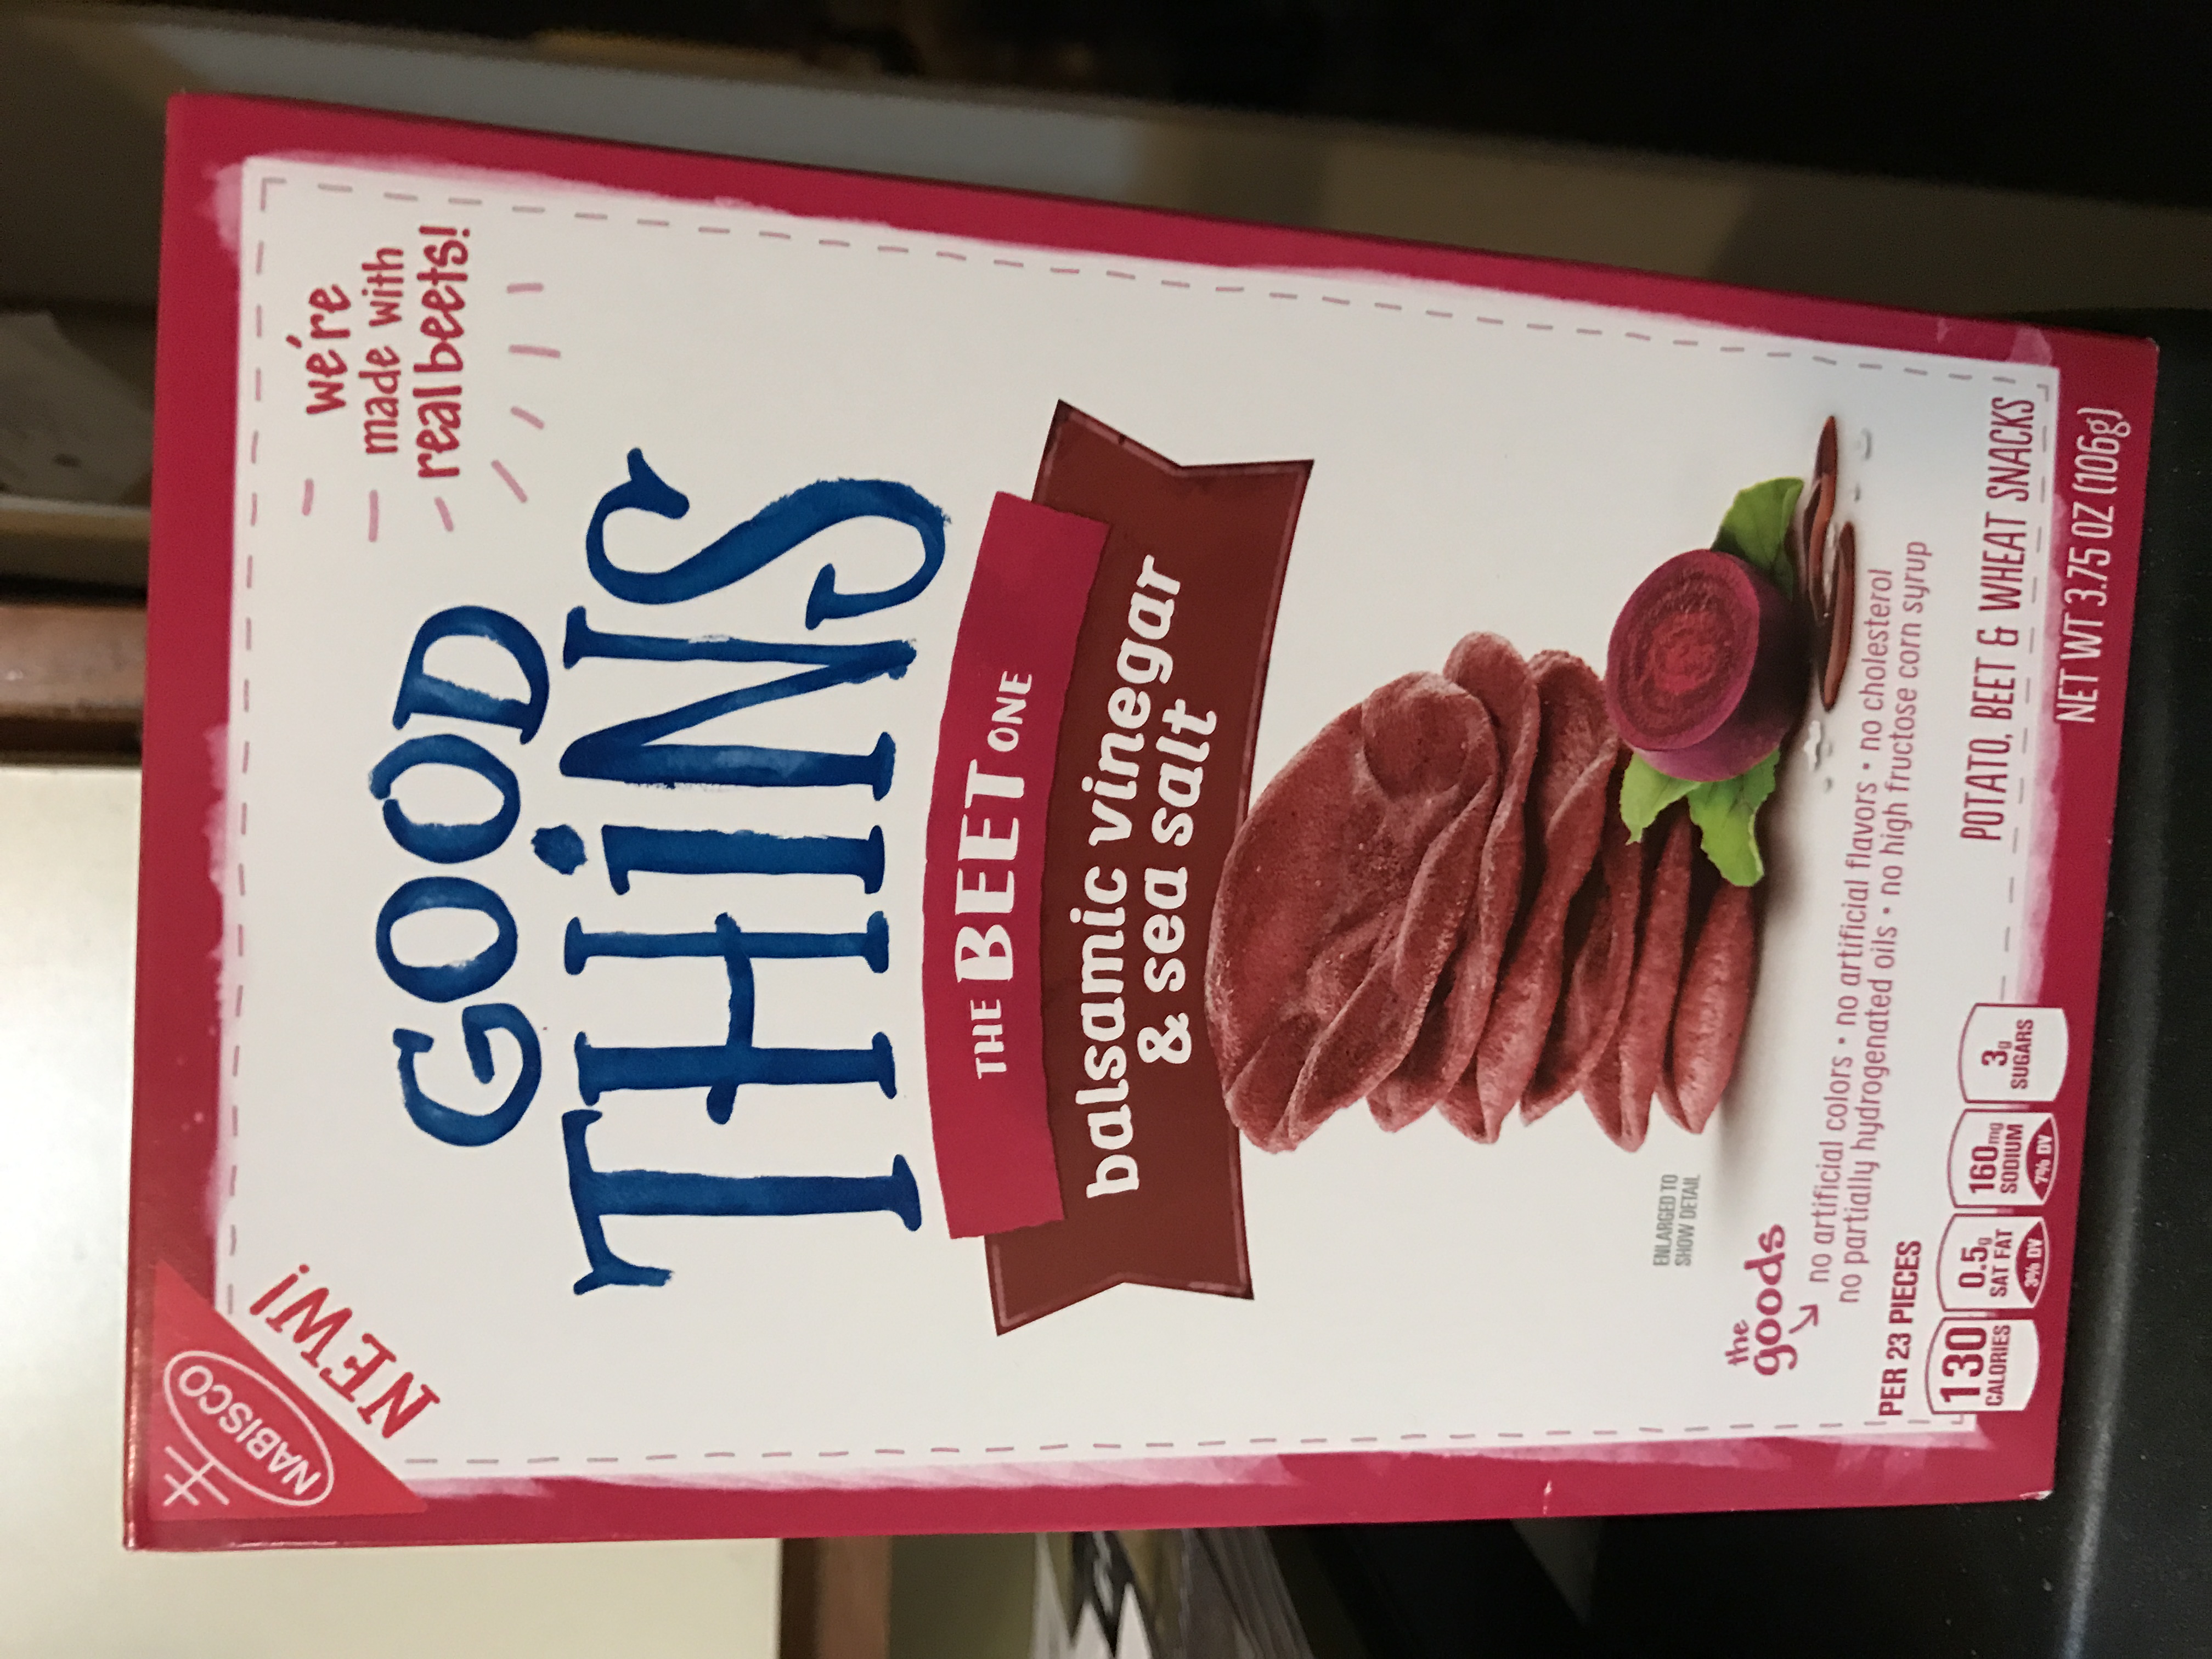 NABISCO
NEW!
we're
made with
real beets!
GOOD
THiNS
THE BEET ONE
balsamic vinegar
& sea salt
ENLARGED TO
SHOW DETAIL
the
goods
no artificial colors • no artificial flavors • no cholesterol
no partially hydrogenated oils • no high fructose corn syrup
PER 23 PIECES
130
CALORIES
0.5g
SAT FAT
3% DV
160mg
SODIUM
7% DV
3g
SUGARS
POTATO, BEET & WHEAT SNACKS
NET WT 3.75 OZ (106g)